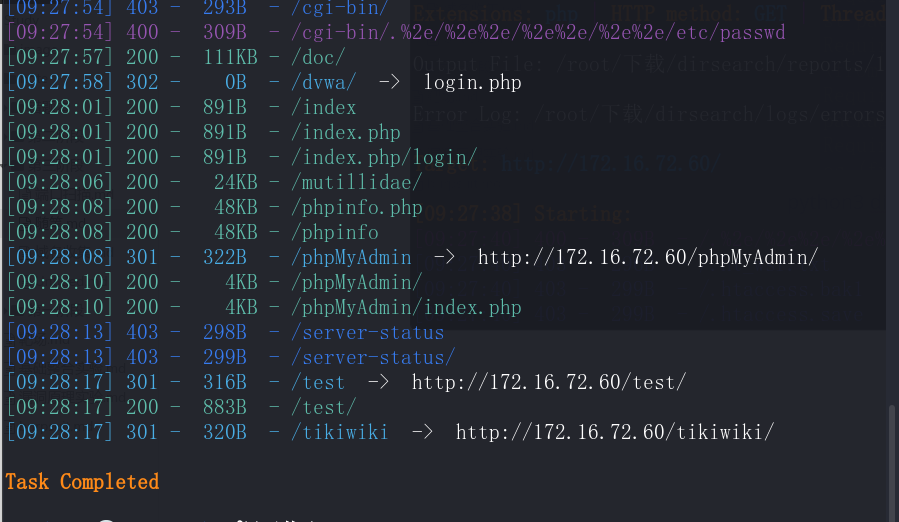 [09:27:54] 403 - 293B - /cgi-bin/
[09:27:54] 400 - 309B - /cgi-bin/.%2e/%2e%2e/%2e%2e/%2e%2e/etc/passwd
[09:27:57] 200 - 111KB - /doc/
[09:27:58] 302 - 0B - /dvwa/ -> login.php
[09:28:01] 200 - 891B - /index
[09:28:01] 200 - 891B - /index.php
[09:28:01] 200 - 891B - /index.php/login/
[09:28:06] 200 - 24KB - /mutillidae/
[09:28:08] 200 - 48KB - /phpinfo.php
[09:28:08] 200 - 48KB - /phpinfo
[09:28:08] 301 - 322B - /phpMyAdmin -> http://172.16.72.60/phpMyAdmin/
[09:28:10] 200 - 4KB - /phpMyAdmin/
[09:28:10] 200 - 4KB - /phpMyAdmin/index.php
[09:28:13] 403 - 298B - /server-status
[09:28:13] 403 - 299B - /server-status/
[09:28:17] 301 - 316B - /test -> http://172.16.72.60/test/
[09:28:17] 200 - 883B - /test/
[09:28:17] 301 - 320B - /tikiwiki -> http://172.16.72.60/tikiwiki/
Task Completed
Extensions: HTTP method: Thread
Output File: /root/下载/dirsearch/reports/1
Error Log: /root/下载/dirsearch/logs/errors
http://172.16.72.60/
[09:27:38] Starting: